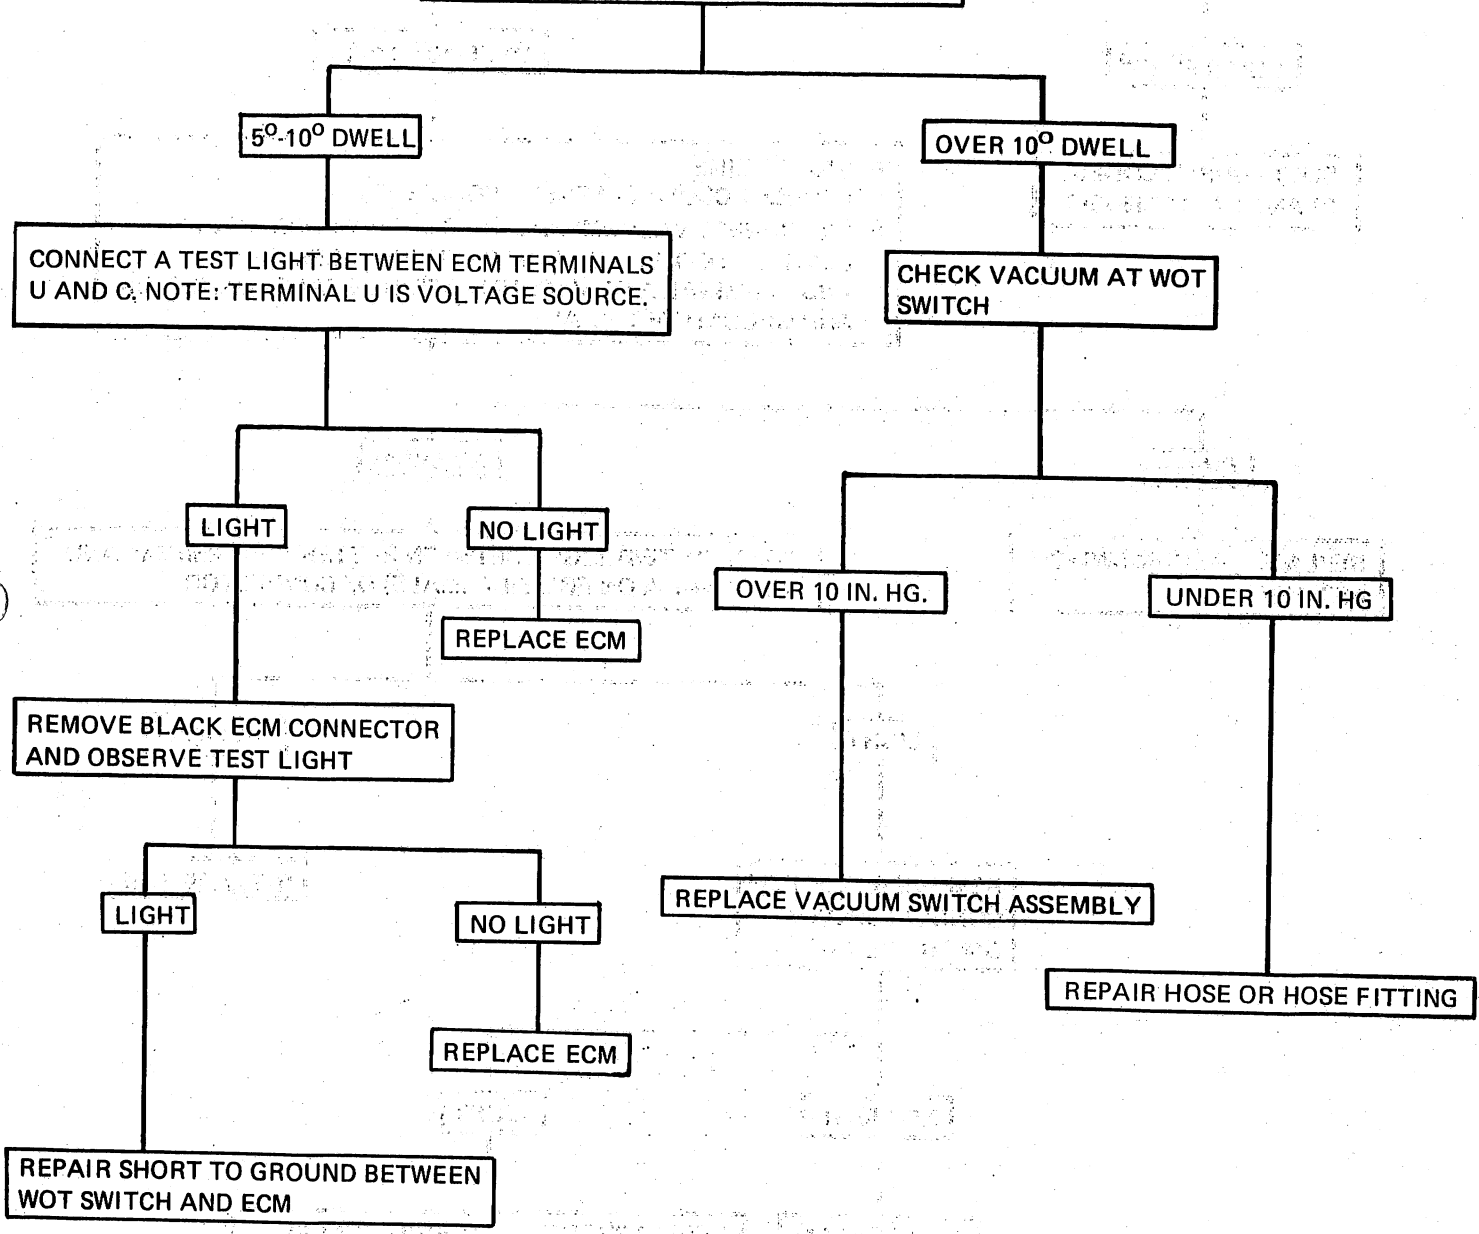 5°-10° DWELL
OVER 10° DWELL
CONNECT A TEST LIGHT BETWEEN ECM TERMINALS
U AND C. NOTE: TERMINAL U IS VOLTAGE SOURCE.
CHECK VACUUM AT WOT
SWITCH
LIGHT
NO LIGHT
OVER 10 IN. HG.
UNDER 10 IN. HG
REPLACE ECM
REMOVE BLACK ECM CONNECTOR
AND OBSERVE TEST LIGHT
LIGHT
NO LIGHT
REPLACE VACUUM SWITCH ASSEMBLY
REPAIR HOSE OR HOSE FITTING
REPLACE ECM
REPAIR SHORT TO GROUND BETWEEN
WOT SWITCH AND ECM